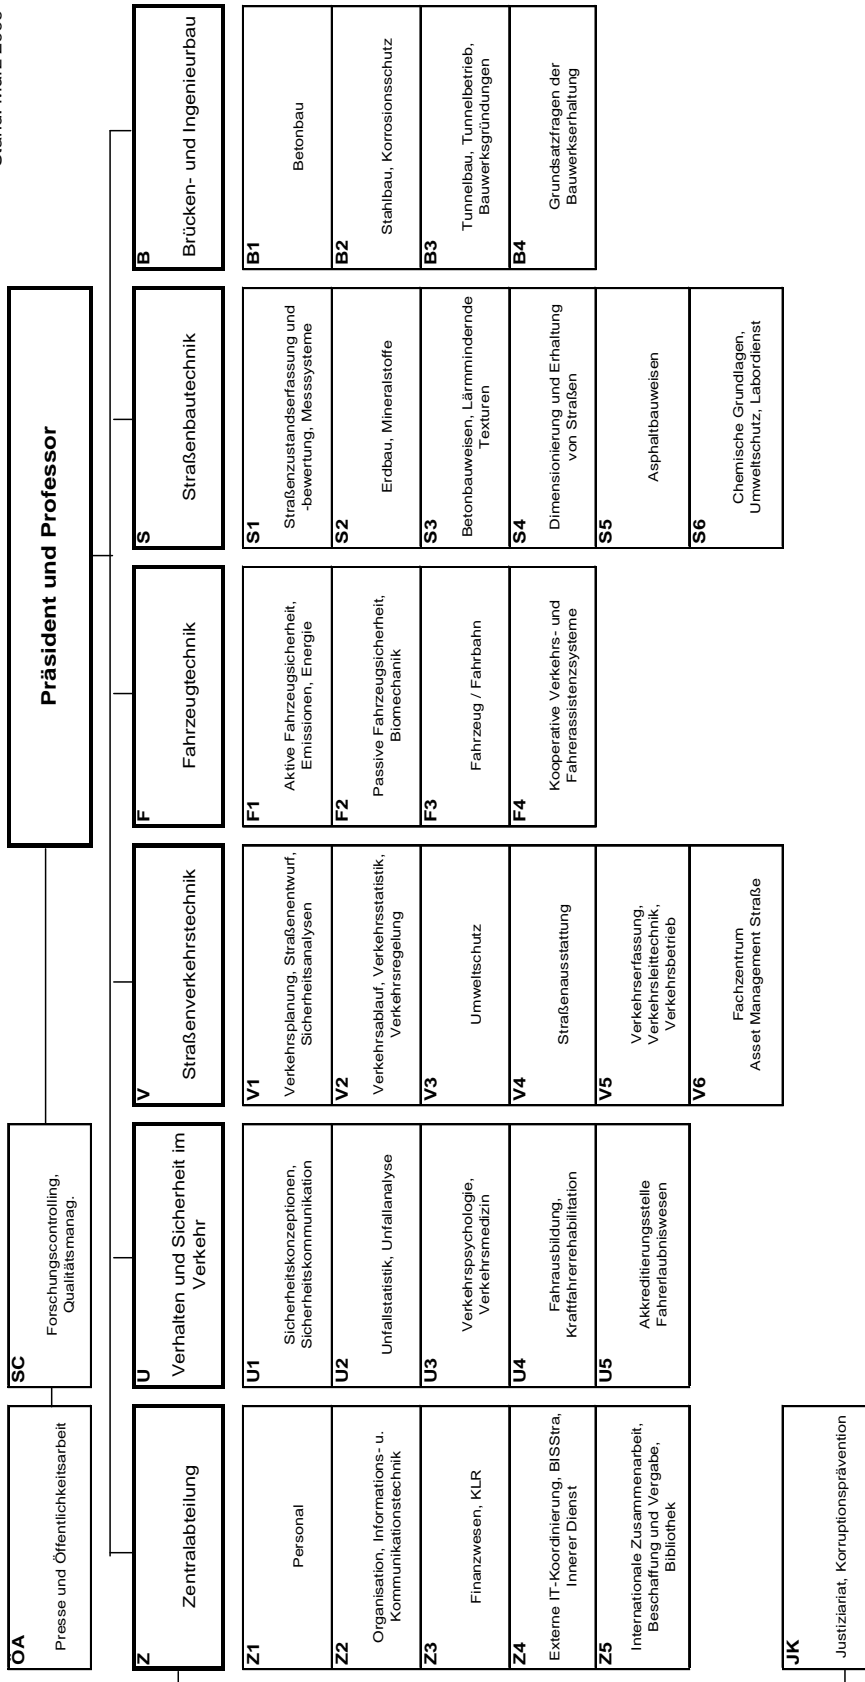 Präsident und Professor
ÖA
Presse und Öffentlichkeitsarbeit
SC
Forschungscontrolling,
Qualitätsmanag.
Z
Zentralabteilung
Z1
Personal
Z2
Organisation, Informations- u.
Kommunikationstechnik
Z3
Finanzwesen, KLR
Z4
Externe IT-Koordinierung, BISStra,
Innerer Dienst
Z5
Internationale Zusammenarbeit,
Beschaffung und Vergabe,
Bibliothek
JK
Justiziariat, Korruptionsprävention
U
Verhalten und Sicherheit im
Verkehr
U1
Sicherheitskonzeptionen,
Sicherheitskommunikation
U2
Unfallstatistik, Unfallanalyse
U3
Verkehrspsychologie,
Verkehrsmedizin
U4
Fahrausbildung,
Kraftfahrerrehabilitation
U5
Akkreditierungsstelle
Fahrerlaubniswesen
V
Straßenverkehrstechnik
V1
Verkehrsplanung, Straßenentwurf,
Sicherheitsanalysen
V2
Verkehrsablauf, Verkehrsstatistik,
Verkehrsregelung
V3
Umweltschutz
V4
Straßenausstattung
V5
Verkehrserfassung,
Verkehrsleittechnik,
Verkehrsbetrieb
V6
Fachzentrum
Asset Management Straße
F
Fahrzeugtechnik
F1
Aktive Fahrzeugsicherheit,
Emissionen, Energie
F2
Passive Fahrzeugsicherheit,
Biomechanik
F3
Fahrzeug / Fahrbahn
F4
Kooperative Verkehrs- und
Fahrerassistenzsysteme
S
Straßenbautechnik
S1
Straßenzustandserfassung und
-bewertung, Messsysteme
S2
Erdbau, Mineralstoffe
S3
Betonbauweisen, Lärmmindernde
Texturen
S4
Dimensionierung und Erhaltung
von Straßen
S5
Asphaltbauweisen
S6
Chemische Grundlagen,
Umweltschutz, Labordienst
B
Brücken- und Ingenieurbau
B1
Betonbau
B2
Stahlbau, Korrosionsschutz
B3
Tunnelbau, Tunnelbetrieb,
Bauwerksgründungen
B4
Grundsatzfragen der
Bauwerkserhaltung